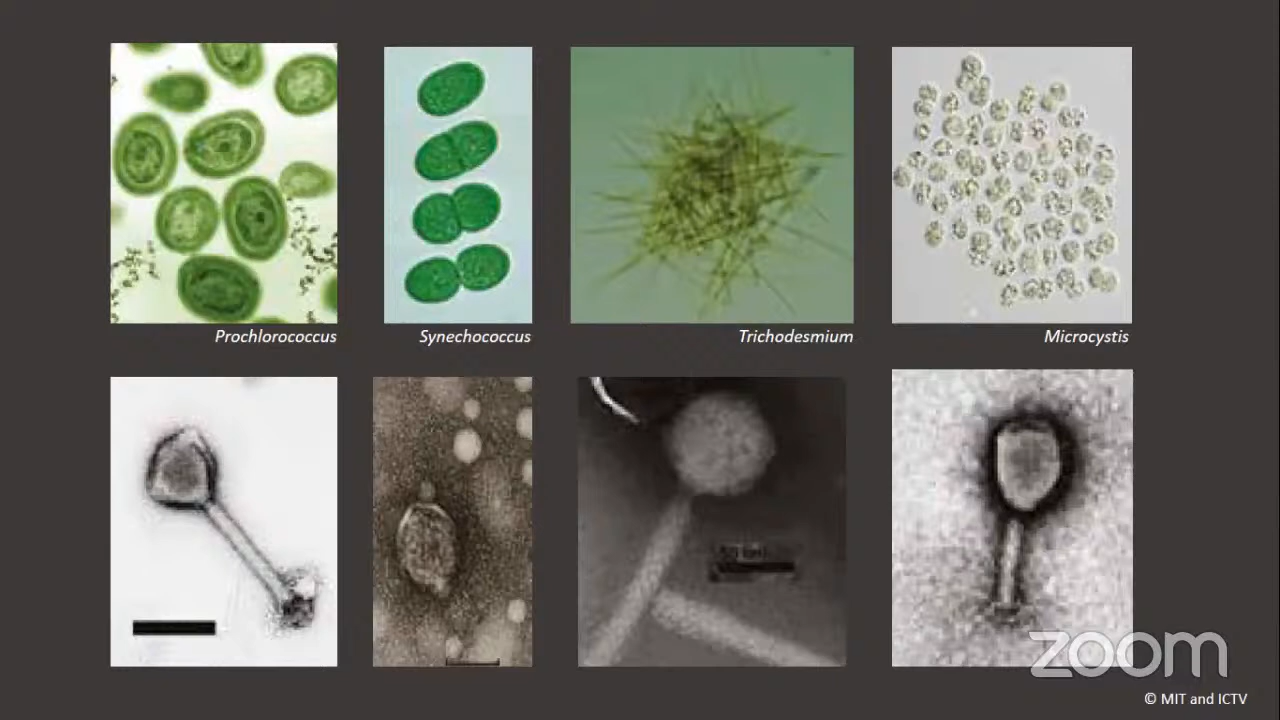 Prochlorococcus
Synechococcus
Trichodesmium
Microcystis
zoom
© MIT and ICTV